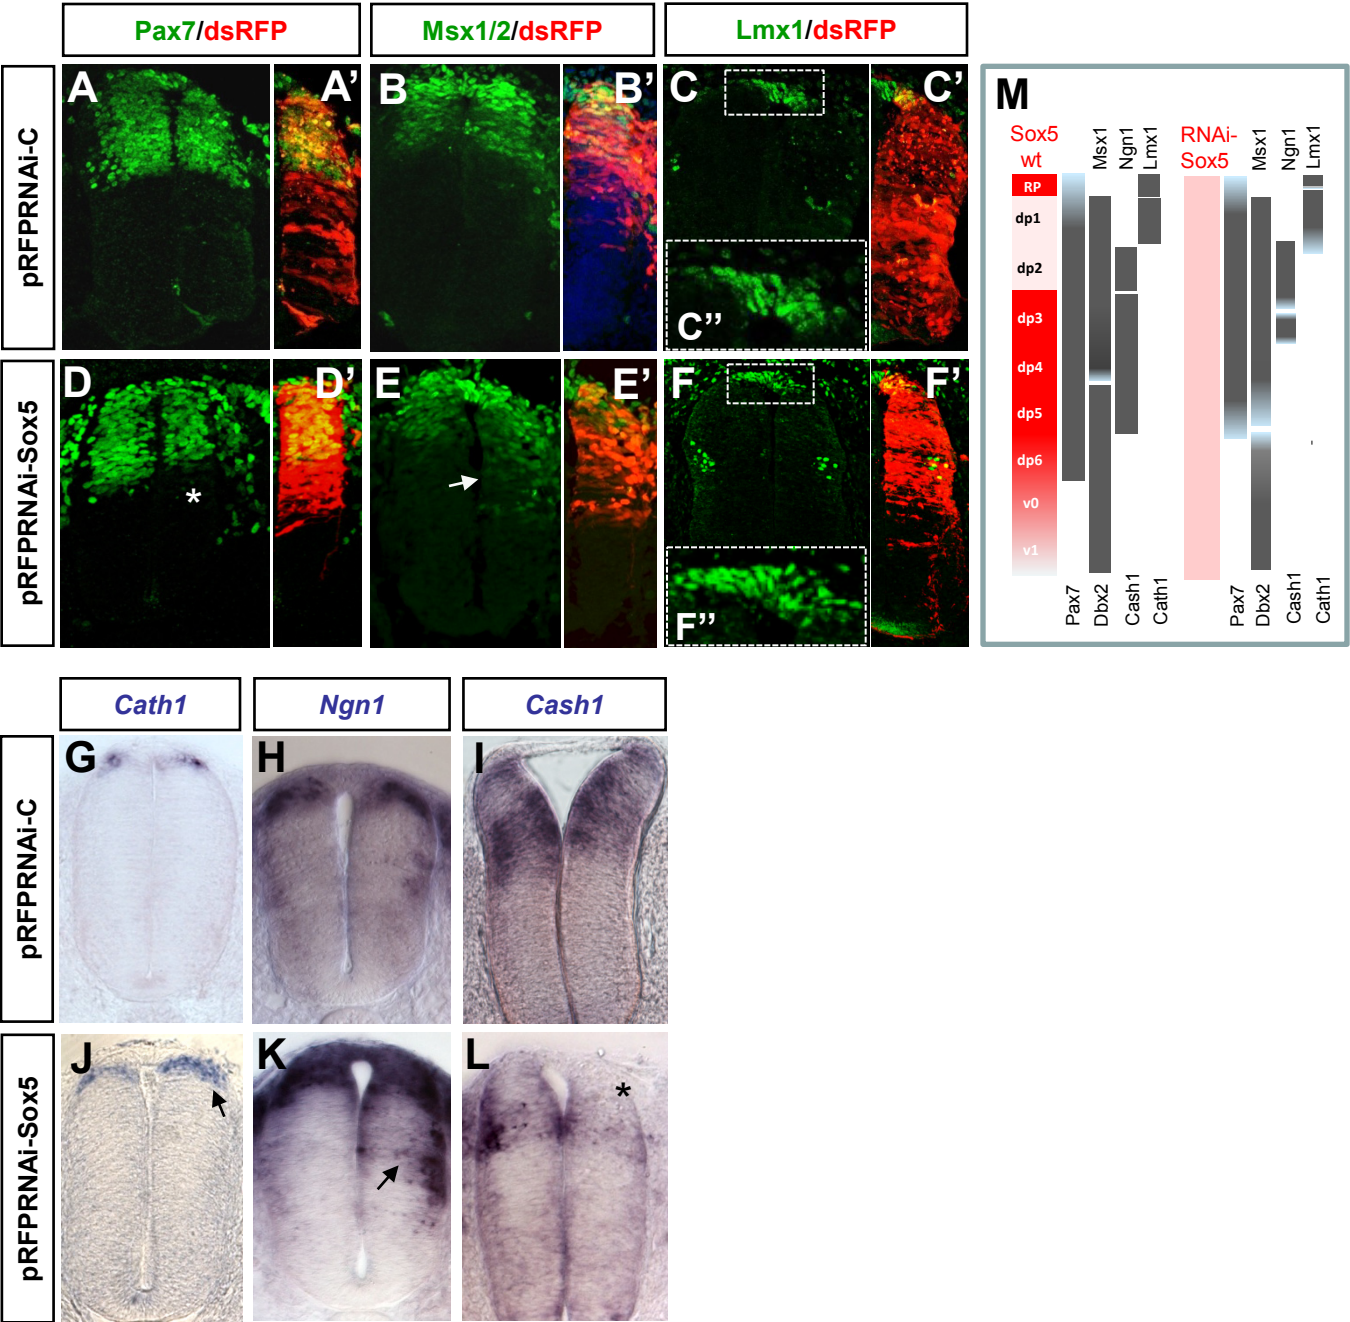 Pax7/dsRFP
Msx1/2/dsRFP
Lmx1/dsRFP
pRFPRNAi-C
A
A’
B
B’
C
C’
C’’
pRFPRNAi-Sox5
D
D’
*
E
E’
F
F’
F’’
M
Sox5
wt
Msx1
Ngn1
Lmx1
RNAi-
Sox5
Msx1
Ngn1
Lmx1
RP
dp1
dp2
dp3
dp4
dp5
dp6
v0
v1
Pax7
Dbx2
Cash1
Cath1
Pax7
Dbx2
Cash1
Cath1
Cath1
Ngn1
Cash1
pRFPRNAi-C
G
H
I
pRFPRNAi-Sox5
J
K
L
*